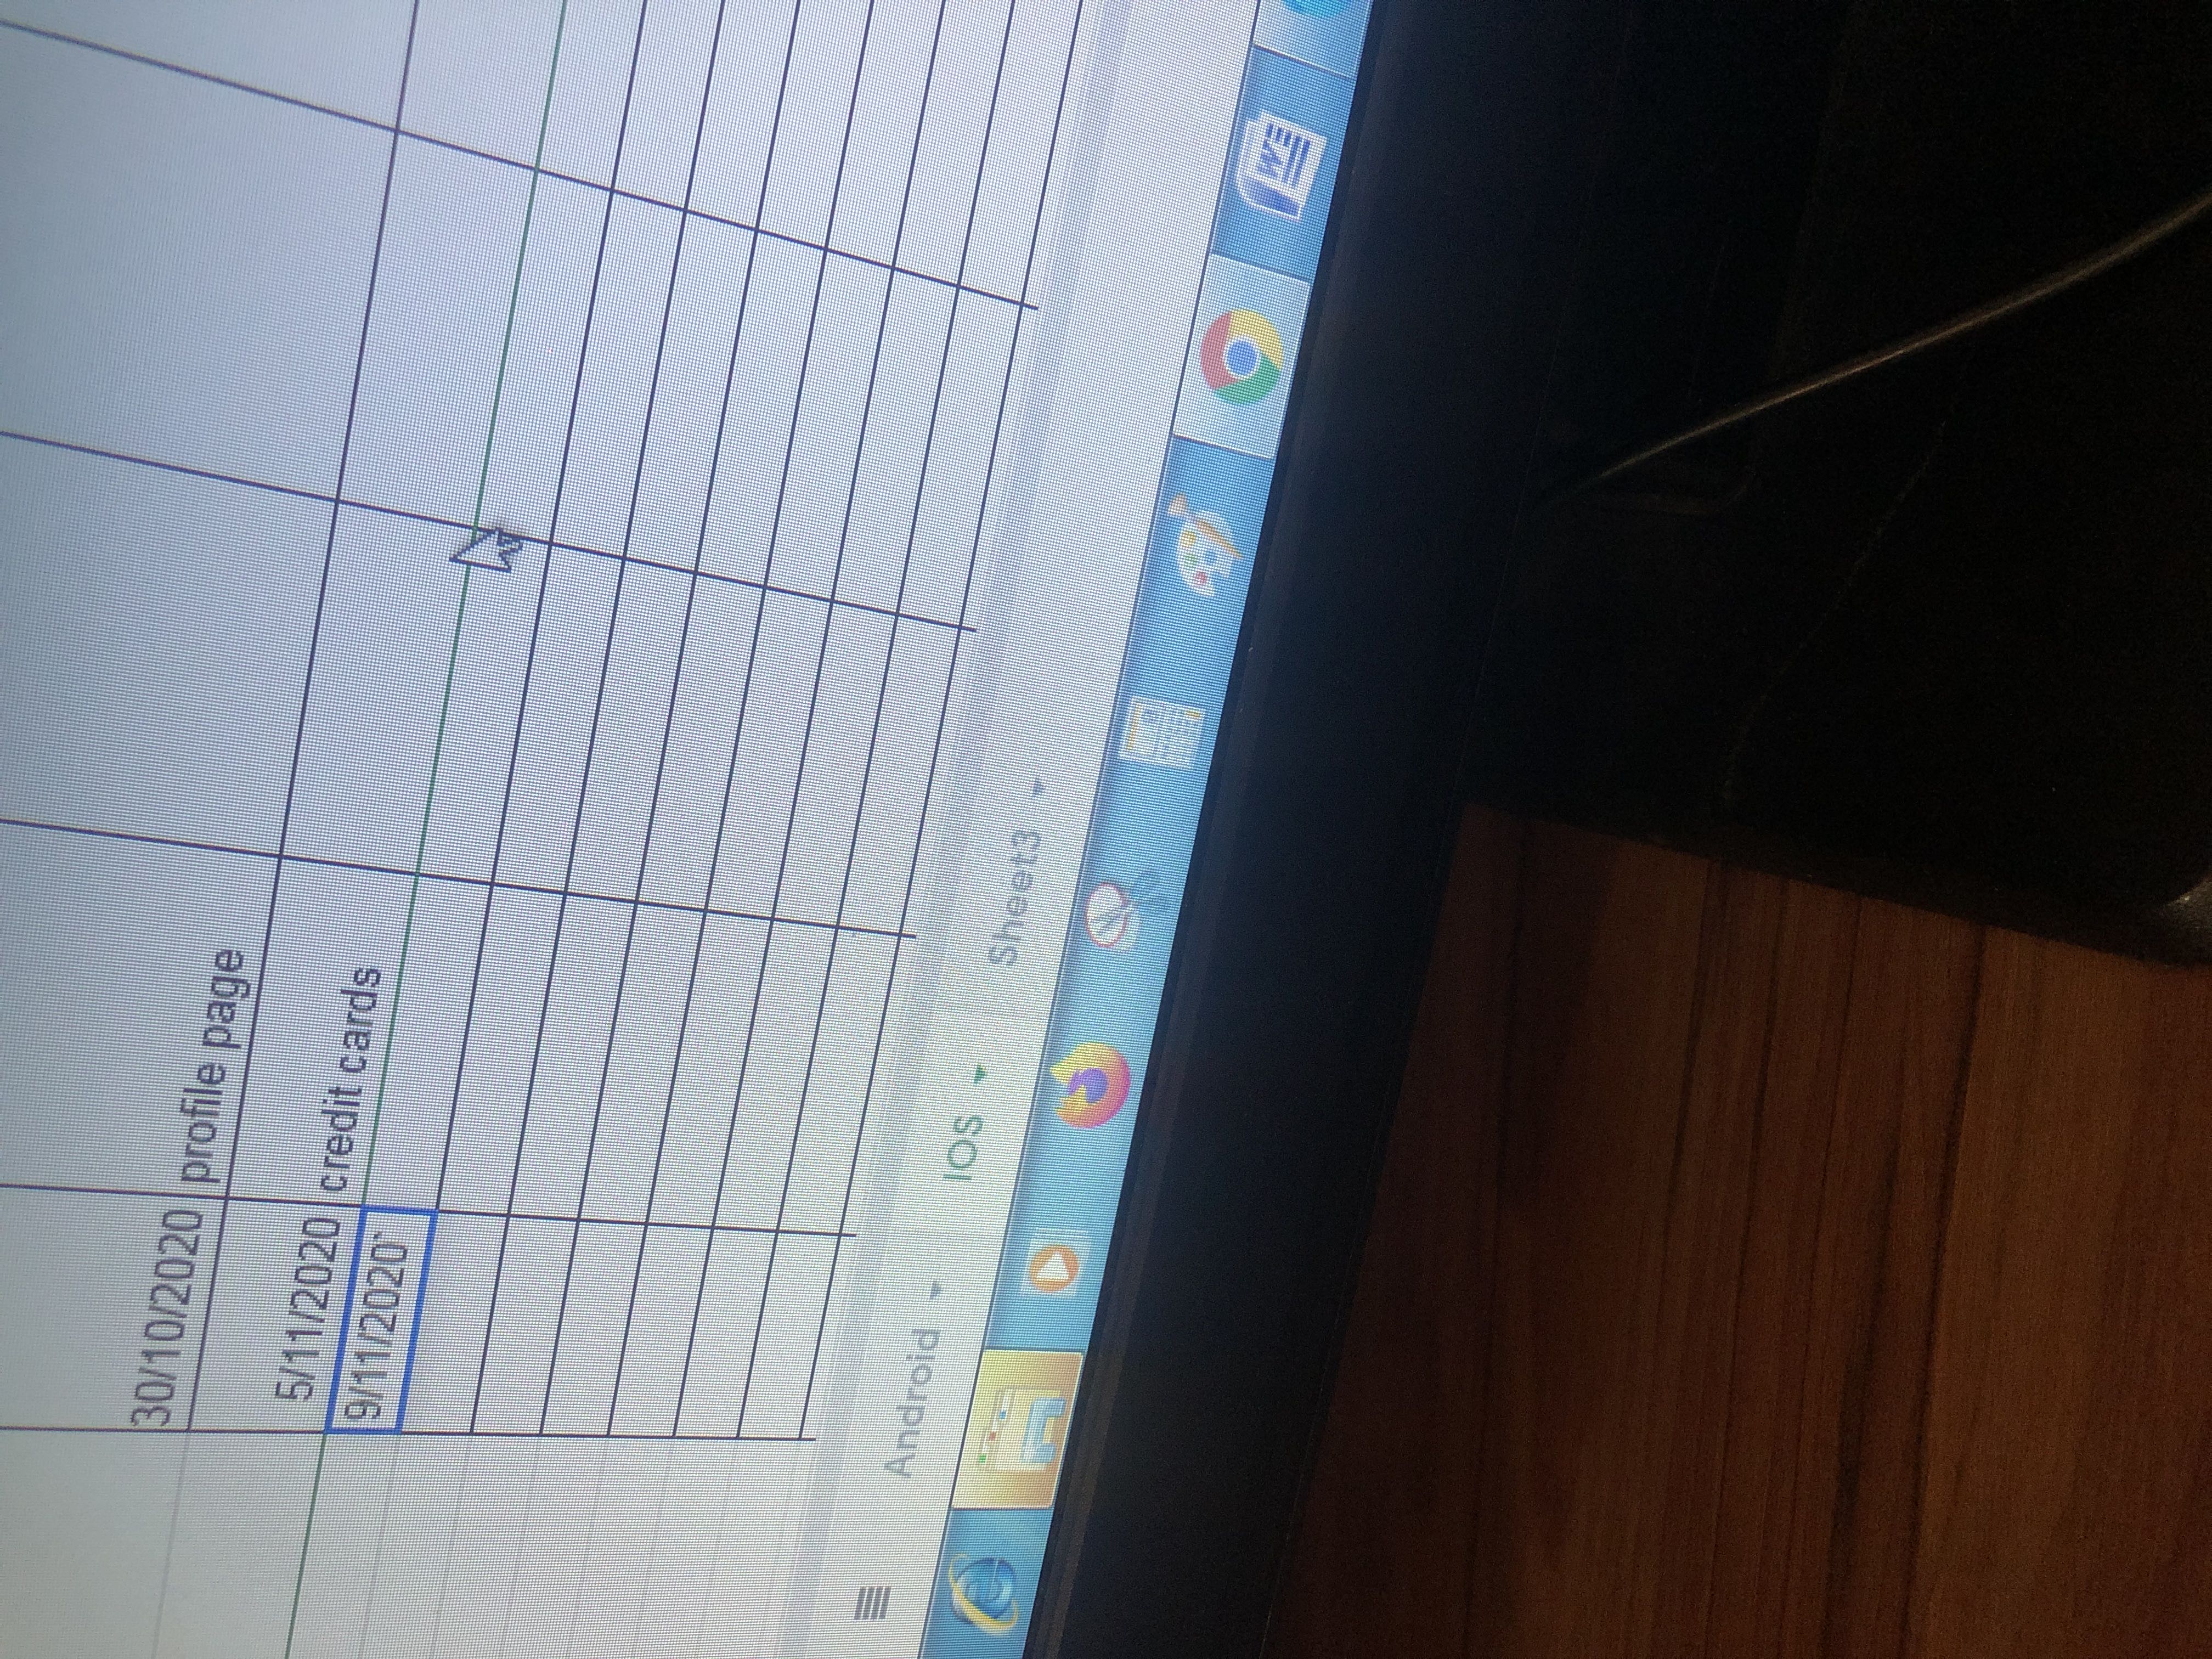 30/10/2020 profile page
5/11/2020 credit cards
9/11/2020`
Android IOS Sheet3
W